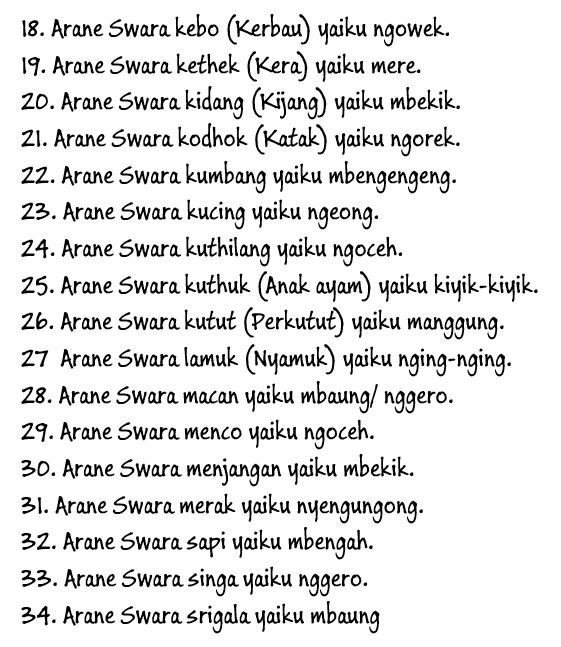 18. Arane Swara kebo (Kerbau) yaiku ngowek.
19. Arane Swara kethek (Kera) yaiku mere.
20. Arane Swara kidang (Kijang) yaiku mbekik.
21. Arane Swara kodhok (Katak) yaiku ngorek.
22. Arane Swara kumbang yaiku mbengengeng.
23. Arane Swara kucing yaiku ngeong.
24. Arane Swara kuthilang yaiku ngoceh.
25. Arane Swara kuthuk (Anak ayam) yaiku kiyik-kiyik.
26. Arane Swara kutut (Perkutut) yaiku manggung.
27 Arane Swara lamuk (Nyamuk) yaiku nging-nging.
28. Arane Swara macan yaiku mbaung/ nggero.
29. Arane Swara menco yaiku ngoceh.
30. Arane Swara menjangan yaiku mbekik.
31. Arane Swara merak yaiku nyengungong.
32. Arane Swara sapi yaiku mbengah.
33. Arane Swara singa yaiku nggero.
34. Arane Swara srigala yaiku mbaung